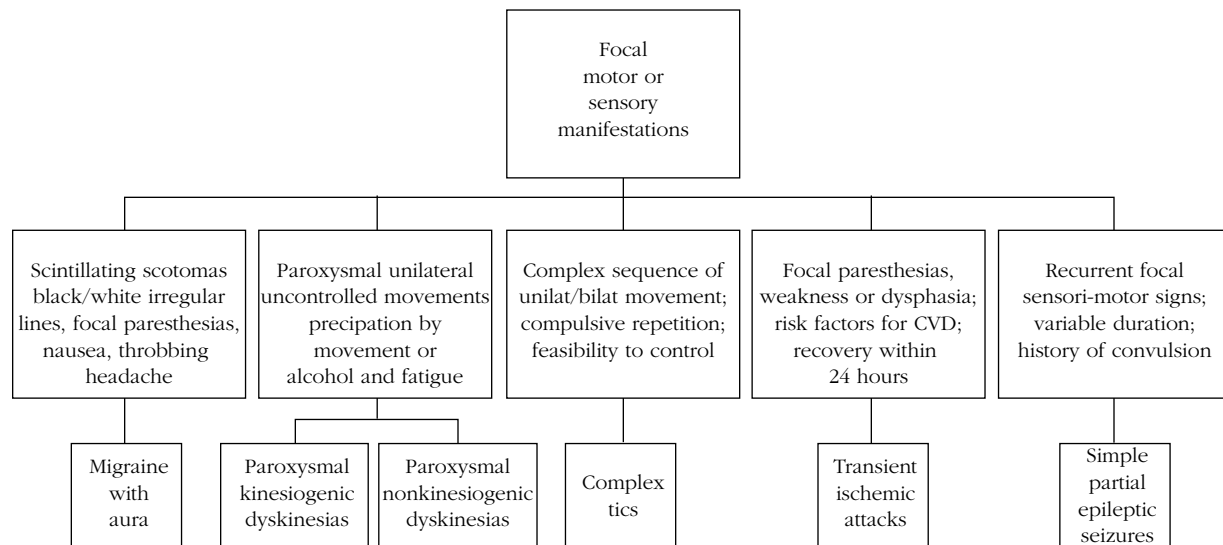 Focal
motor or
sensory
manifestations
Scintillating scotomas
black/white irregular
lines, focal paresthesias,
nausea, throbbing
headache
Paroxysmal unilateral
uncontrolled movements
precipation by
movement or
alcohol and fatigue
Complex sequence of
unilat/bilat movement;
compulsive repetition;
feasibility to control
Focal paresthesias,
weakness or dysphasia;
risk factors for CVD;
recovery within
24 hours
Recurrent focal
sensori-motor signs;
variable duration;
history of convulsion
Migraine
with
aura
Paroxysmal
kinesiogenic
dyskinesias
Paroxysmal
nonkinesiogenic
dyskinesias
Complex
tics
Transient
ischemic
attacks
Simple
partial
epileptic
seizures